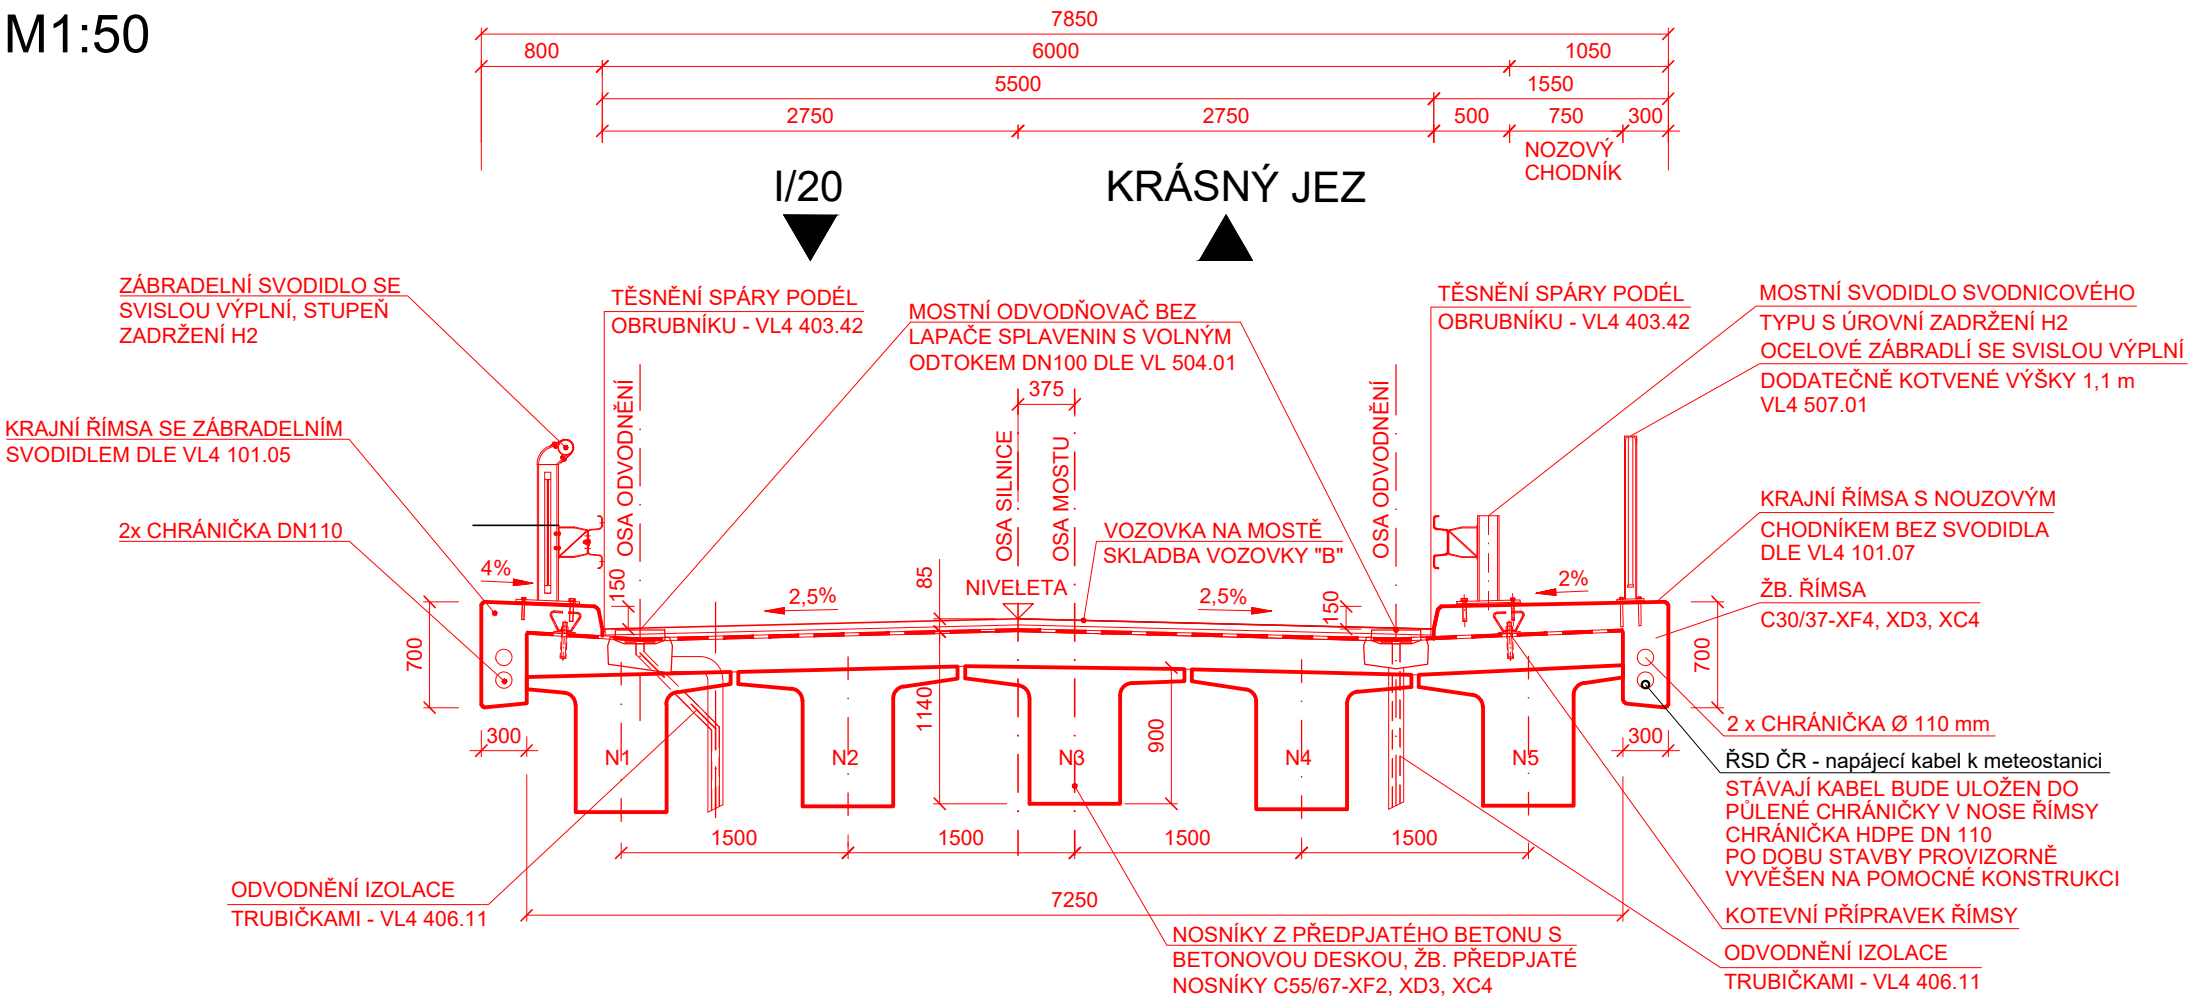 M1:50
7850
800
6000
1050
5500
1550
2750
2750
500
750
300
NOZOVÝ
CHODNÍK
I/20
KRÁSNÝ JEZ
ZÁBRADELNÍ SVODIDLO SE
SVISLOU VÝPLNÍ, STUPEŇ
ZADRŽENÍ H2
TĚSNĚNÍ SPÁRY PODÉL
OBRUBNÍKU - VL4 403.42
MOSTNÍ ODVODŇOVAČ BEZ
LAPAČE SPLAVENIN S VOLNÝM
ODTOKEM DN100 DLE VL 504.01
TĚSNĚNÍ SPÁRY PODÉL
OBRUBNÍKU - VL4 403.42
MOSTNÍ SVODIDLO SVODNICOVÉHO
TYPU S ÚROVNÍ ZADRŽENÍ H2
OCELOVÉ ZÁBRADLÍ SE SVISLOU VÝPLNÍ
DODATEČNĚ KOTVENÉ VÝŠKY 1,1 m
VL4 507.01
375
KRAJNÍ ŘÍMSA SE ZÁBRADELNÍM
SVODIDLEM DLE VL4 101.05
OSA ODVODNĚNÍ
OSA SILNICE
OSA MOSTU
OSA ODVODNĚNÍ
2x CHRÁNIČKA DN110
VOZOVKA NA MOSTĚ
SKLADBA VOZOVKY "B"
KRAJNÍ ŘÍMSA S NOUZOVÝM
CHODNÍKEM BEZ SVODIDLA
DLE VL4 101.07
4%
150
2,5%
85
NIVELETA
2,5%
150
2%
ŽB. ŘÍMSA
C30/37-XF4, XD3, XC4
700
700
1140
900
300
N1
N2
N3
N4
N5
300
2 x CHRÁNIČKA Ø 110 mm
ŘSD ČR - napájecí kabel k meteostanici
STÁVAJÍ KABEL BUDE ULOŽEN DO
PŮLENÉ CHRÁNIČKY V NOSE ŘÍMSY
CHRÁNIČKA HDPE DN 110
PO DOBU STAVBY PROVIZORNĚ
VYVĚŠEN NA POMOCNÉ KONSTRUKCI
1500
1500
1500
1500
ODVODNĚNÍ IZOLACE
TRUBIČKAMI - VL4 406.11
7250
KOTEVNÍ PŘÍPRAVEK ŘÍMSY
NOSNÍKY Z PŘEDPJATÉHO BETONU S
BETONOVOU DESKOU, ŽB. PŘEDPJATÉ
NOSNÍKY C55/67-XF2, XD3, XC4
ODVODNĚNÍ IZOLACE
TRUBIČKAMI - VL4 406.11